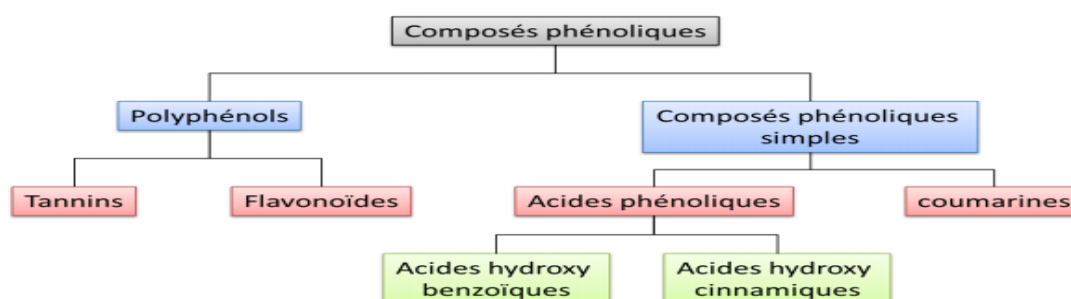 Composés phénoliques
Polyphénols
Composés phénoliques
simples
Tannins
Flavonoïdes
Acides phénoliques
coumarines
Acides hydroxy
benzoïques
Acides hydroxy
cinnamiques